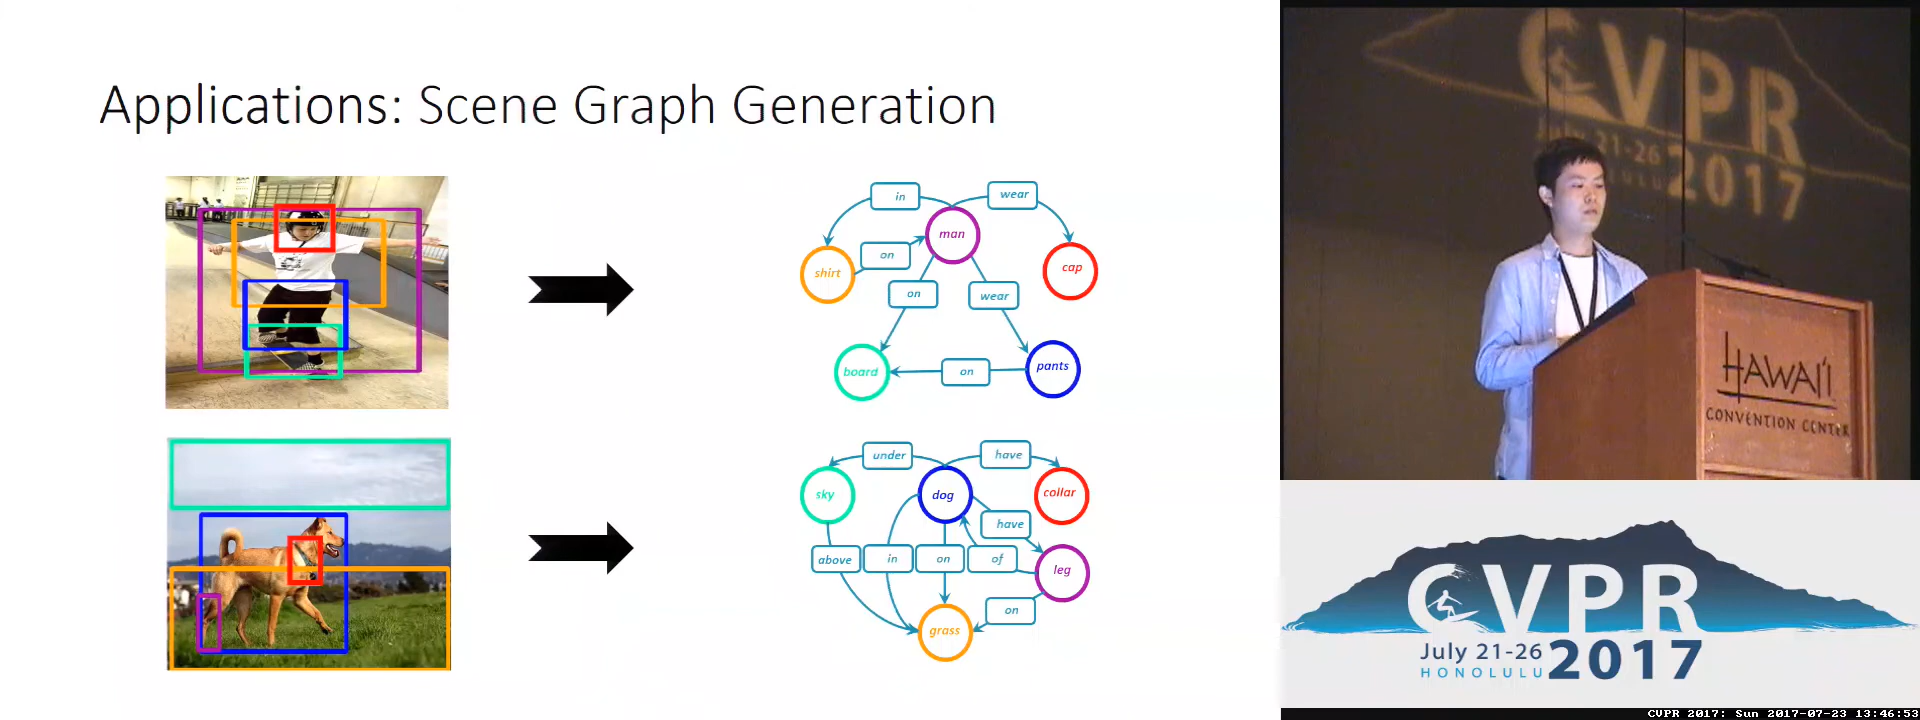 Applications: Scene Graph Generation
in
wear
man
shirt
on
cap
on
wear
board
on
pants
under
have
sky
dog
collar
have
above
in
on
of
leg
on
grass
CVPR
21-26
2017
HAWAI'I
CONVENTION CENTER
CVPR
July 21-26
HONOLULU
2017
CVPR 2017: Sun 2017-07-23 13:46:53